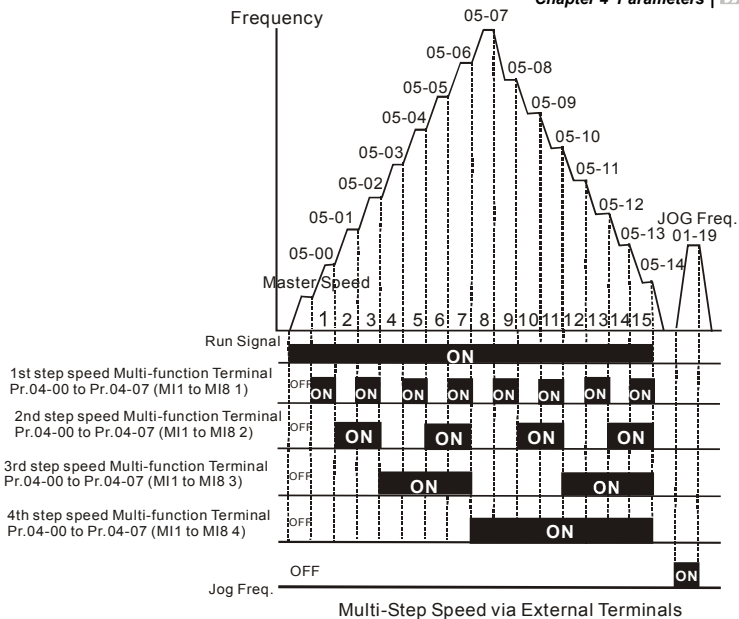 Chapter 4 Parameters |
Frequency
05-07
05-06
05-08
05-05
05-09
05-04
05-10
05-03
05-11
05-02
05-12
JOG Freq.
05-01
05-13
01-19
05-00
05-14
Master Speed
1 2 3 4 5 6 7 8 9 10 11 12 13 14 15
Run Signal
ON
1st step speed Multi-function Terminal
Pr.04-00 to Pr.04-07 (MI1 to MI8 1)
OFF
ON ON ON ON ON ON ON ON
2nd step speed Multi-function Terminal
Pr.04-00 to Pr.04-07 (MI1 to MI8 2)
OFF
ON ON ON ON
3rd step speed Multi-function Terminal
Pr.04-00 to Pr.04-07 (MI1 to MI8 3)
OFF
ON ON
4th step speed Multi-function Terminal
Pr.04-00 to Pr.04-07 (MI1 to MI8 4)
OFF
ON
Jog Freq.
OFF
ON
Multi-Step Speed via External Terminals